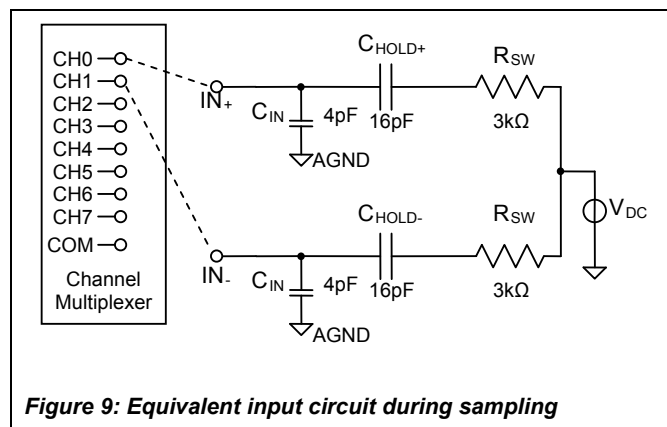 CH0
CH1
CH2
CH3
CH4
CH5
CH6
CH7
COM
Channel
Multiplexer
IN+
CIN
4pF
AGND
CHOLD+
16pF
RSW
3kΩ
IN-
CIN
4pF
AGND
CHOLD-
16pF
RSW
3kΩ
VDC
Figure 9: Equivalent input circuit during sampling